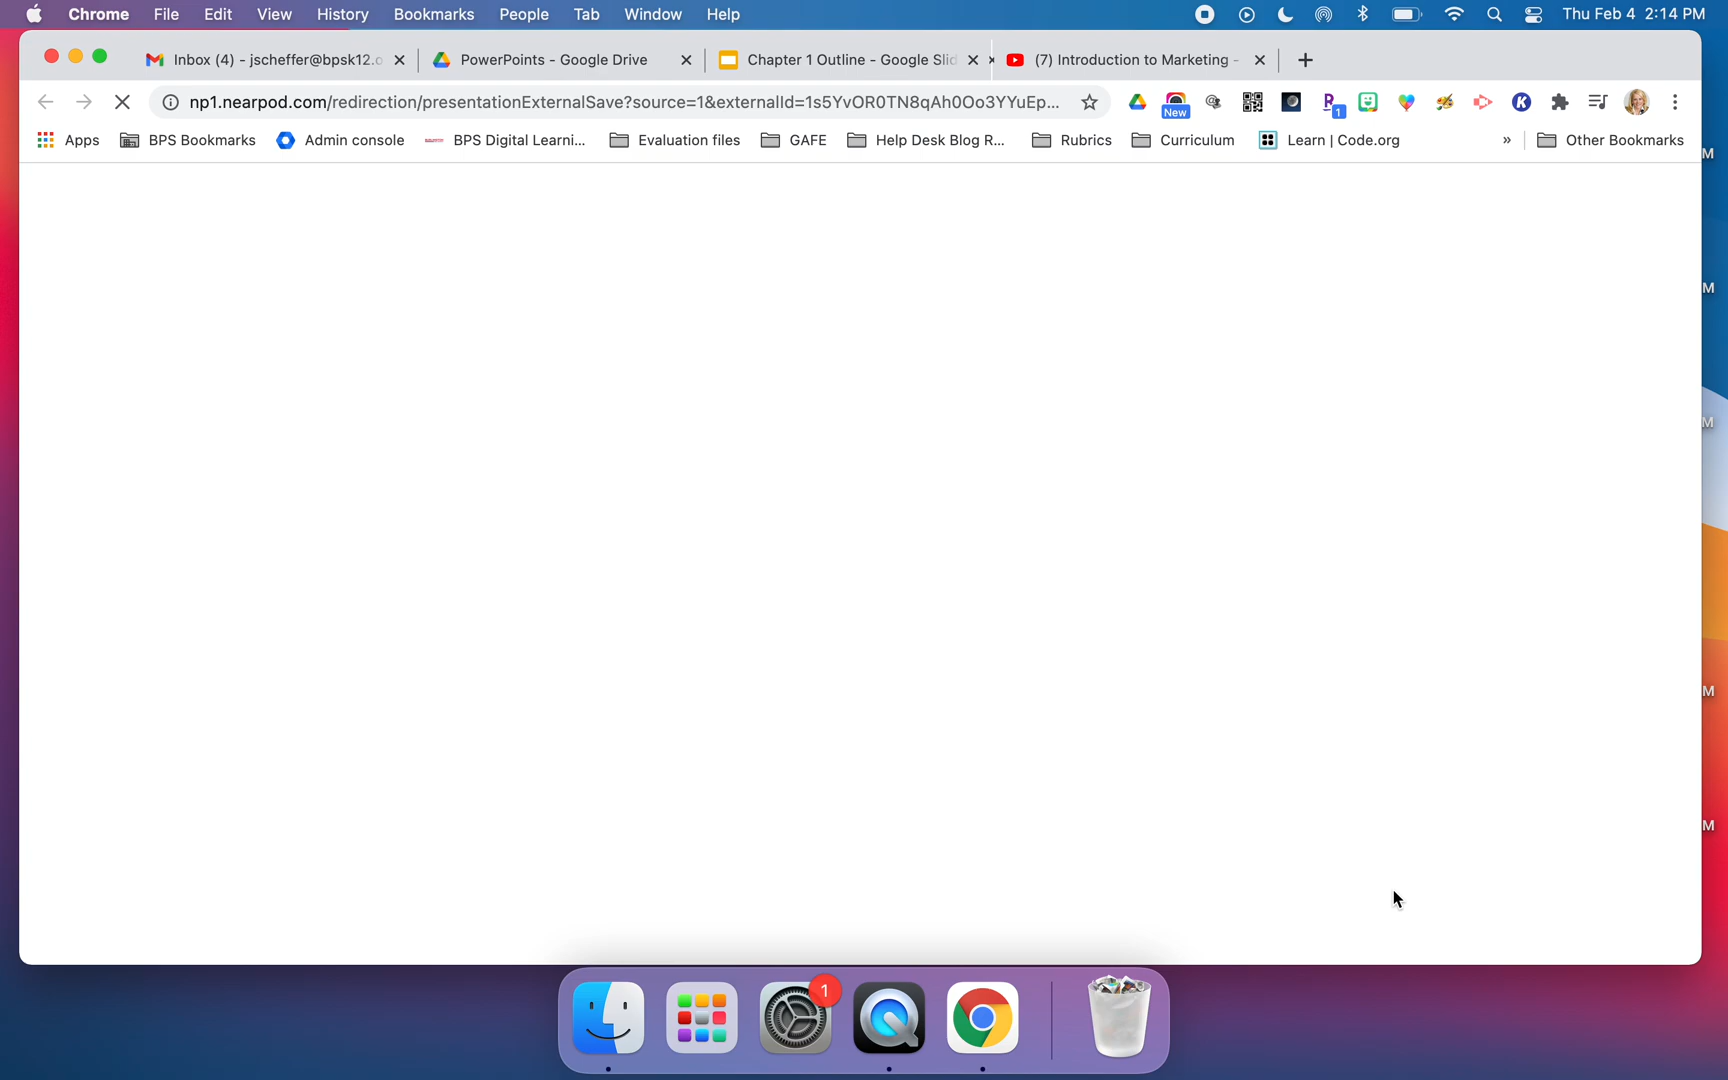 Chrome File Edit View History Bookmarks People Tab Window Help Thu Feb 4 2:14 PM
Inbox (4) - jscheffer@bpsk12.o PowerPoints - Google Drive Chapter 1 Outline - Google Slid (7) Introduction to Marketing -
np1.nearpod.com/redirection/presentationExternalSave?source=1&externalId=1s5YvOR0TN8qAh0Oo3YYuEp... New 1
Apps BPS Bookmarks Admin console BPS Digital Learni... Evaluation files GAFE Help Desk Blog R... Rubrics Curriculum Learn | Code.org » Other Bookmarks
M
M
M
M
M
1